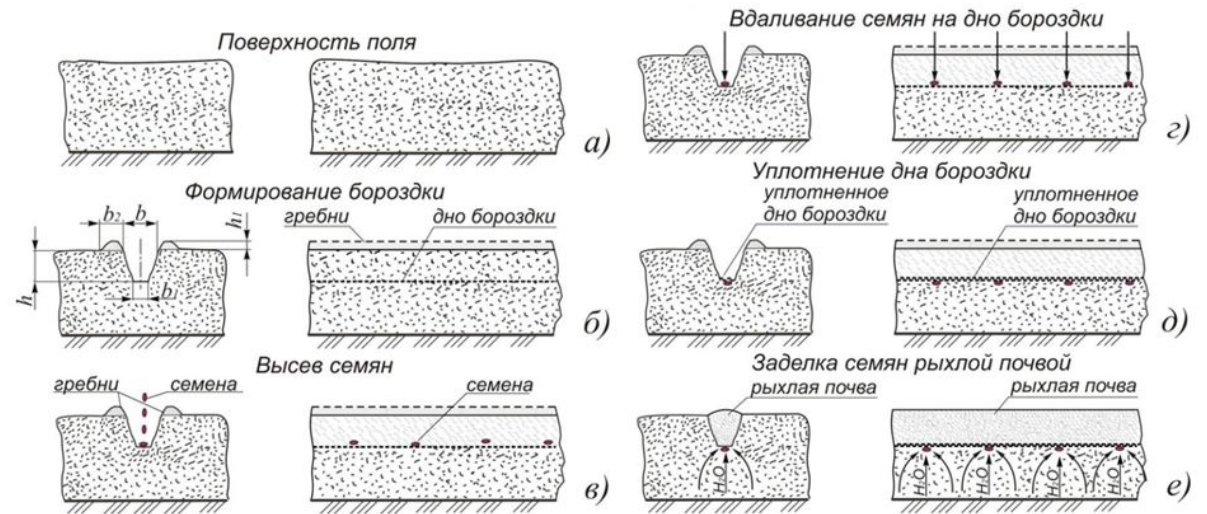 Поверхность поля
а)
Формирование бороздки
b₂ b h₁ гребни дно бороздки
h
b
б)
Высев семян
гребни семена семена
в)
Вдаливание семян на дно бороздки
г)
Уплотнение дна бороздки
уплотненное уплотненное
дно бороздки дно бороздки
д)
Заделка семян рыхлой почвой
рыхлая почва рыхлая почва
H₂O H₂O H₂O H₂O H₂O
е)